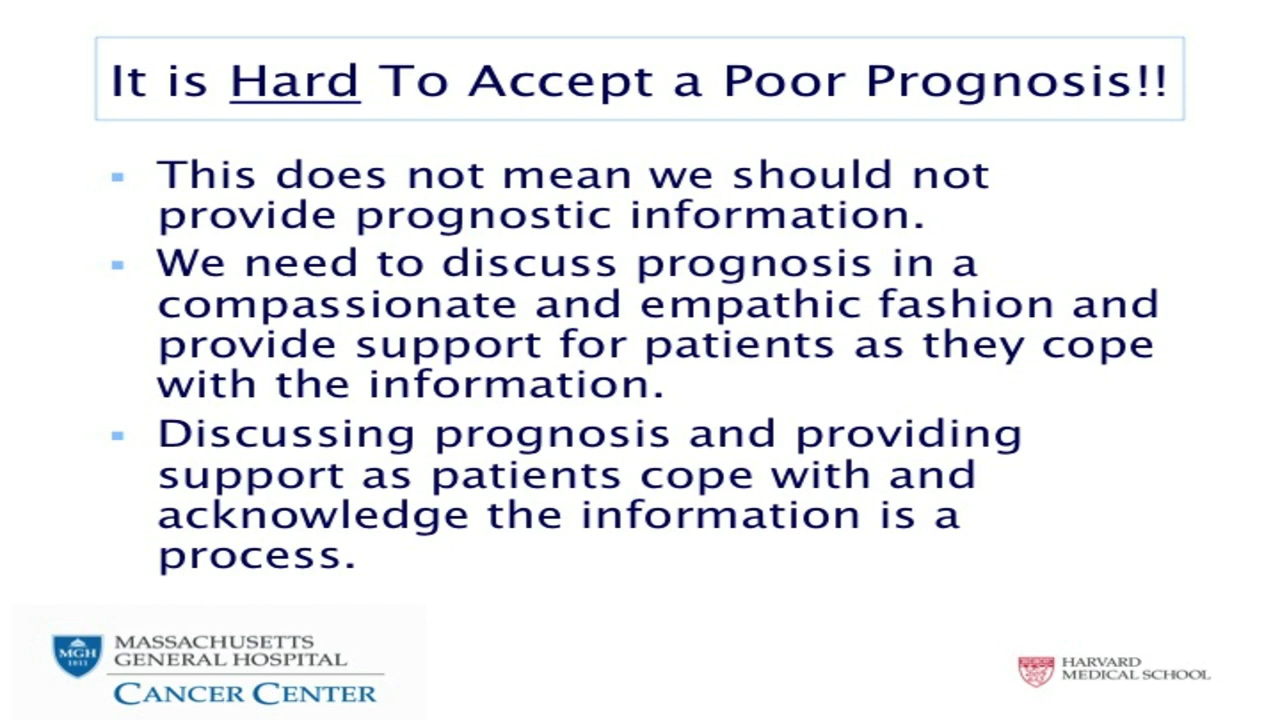 It is Hard To Accept a Poor Prognosis!!
This does not mean we should not
provide prognostic information.
We need to discuss prognosis in a
compassionate and empathic fashion and
provide support for patients as they cope
with the information.
Discussing prognosis and providing
support as patients cope with and
acknowledge the information is a
process.
MGH
1811
MASSACHUSETTS
GENERAL HOSPITAL
CANCER CENTER
HARVARD
MEDICAL SCHOOL